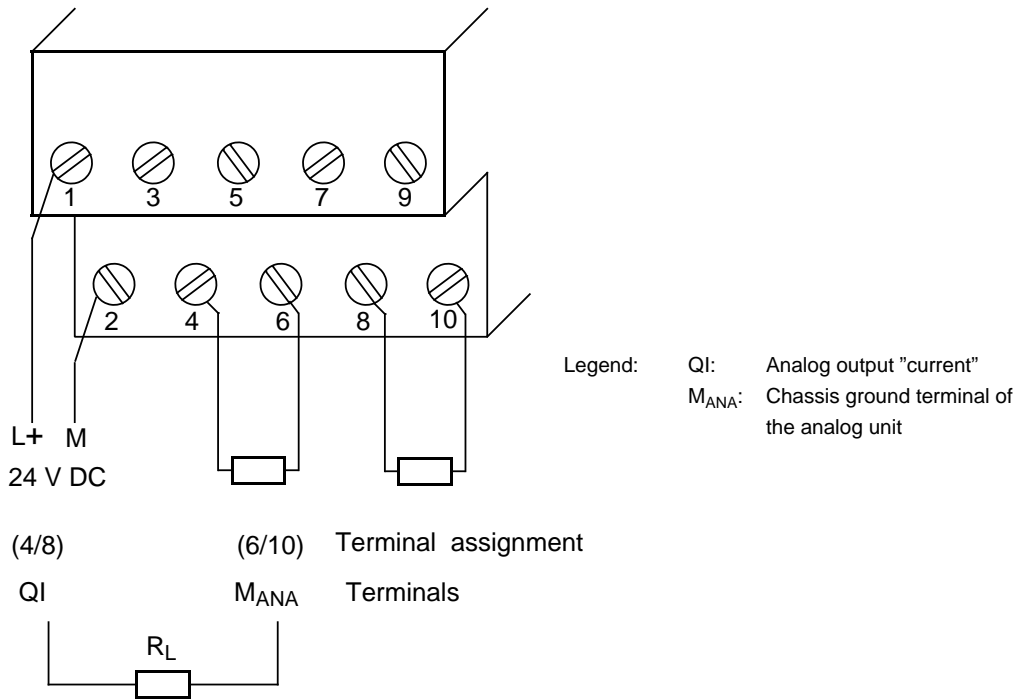 1 3 5 7 9
2 4 6 8 10
Legend: QI: Analog output ”current”
M_ANA: Chassis ground terminal of
the analog unit
L+ M
24 V DC
(4/8) (6/10) Terminal assignment
QI M_ANA Terminals
R_L